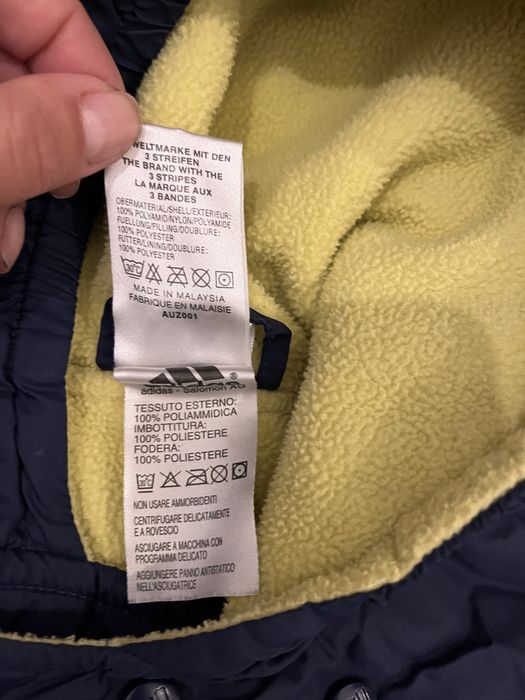 WELTMARKE MIT DEN
3 STREIFEN
THE BRAND WITH THE
3 STRIPES
LA MARQUE AUX
3 BANDES
OBERMATERIAL/SHELL/EXTERIEUR:
100% POLYAMID/NYLON/POLYAMIDE
FUELLUNG/FILLING/DOUBLURE:
100% POLYESTER
FUTTER/LINING/DOUBLURE:
100% POLYESTER
30°C
MADE IN MALAYSIA
FABRIQUE EN MALAISIE
AUZ001
®
adidas - Salomon AG
TESSUTO ESTERNO:
100% POLIAMMIDICA
IMBOTTITURA:
100% POLIESTERE
FODERA:
100% POLIESTERE
30°C
NON USARE AMMORBIDENTI
CENTRIFUGARE DELICATAMENTE
E A ROVESCIO
ASCIUGARE A MACCHINA CON
PROGRAMMA DELICATO
AGGIUNGERE PANNO ANTISTATICO
NELL'ASCIUGATRICE